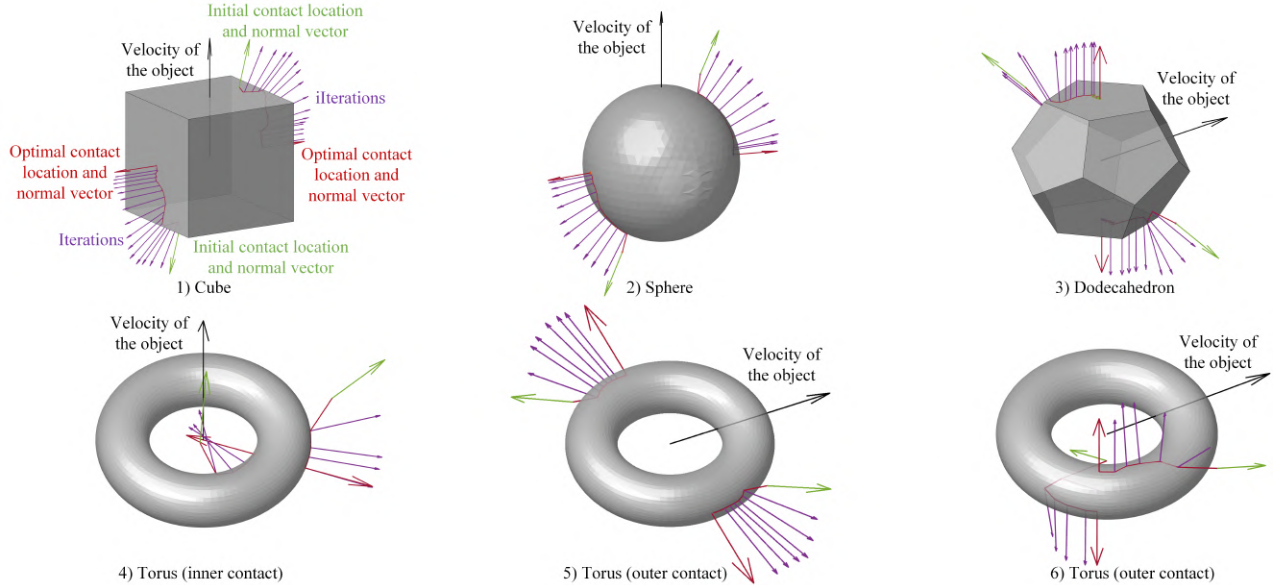 Initial contact location
and normal vector
Velocity of
the object
iIterations
Optimal contact
location and
normal vector
Optimal contact
location and
normal vector
Iterations
Initial contact location
and normal vector
1) Cube
Velocity of
the object
2) Sphere
Velocity of
the object
3) Dodecahedron
Velocity of
the object
4) Torus (inner contact)
Velocity of
the object
5) Torus (outer contact)
Velocity of
the object
6) Torus (outer contact)